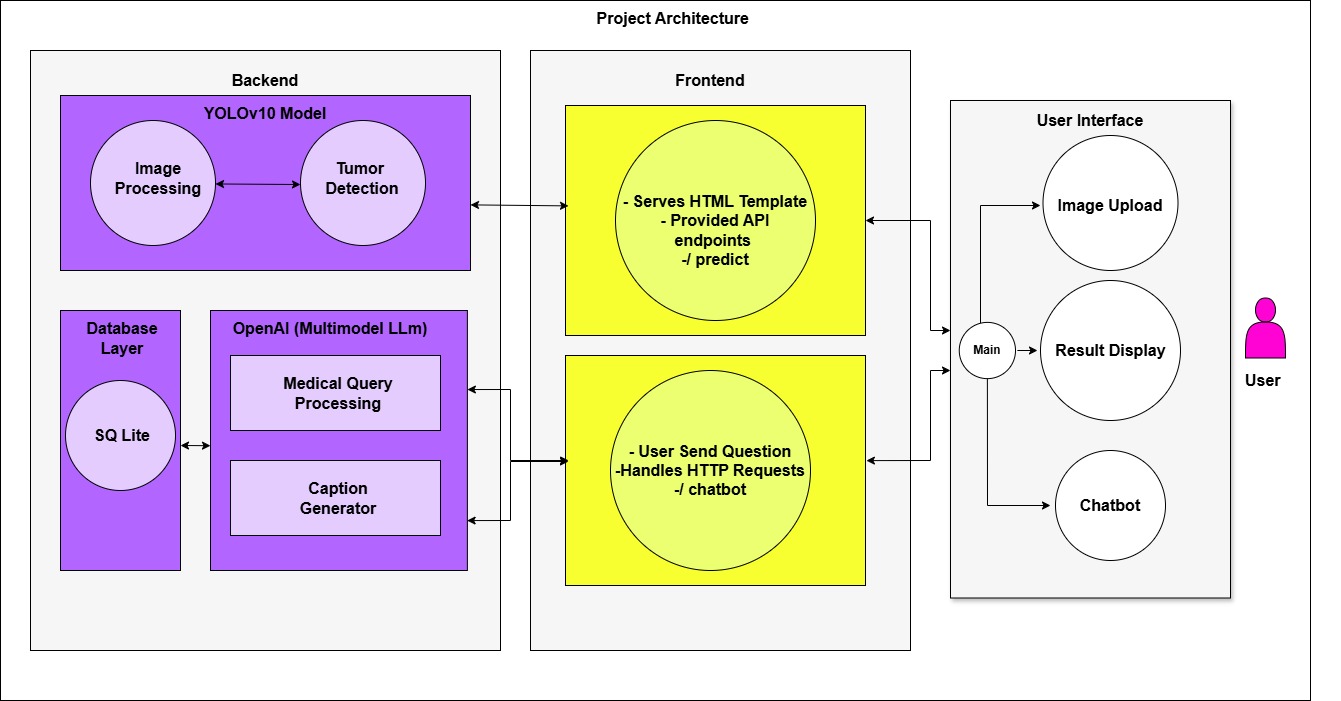 Project Architecture
Backend
YOLOv10 Model
Image
Processing
Tumor
Detection
Database
Layer
SQ Lite
OpenAI (Multimodel LLm)
Medical Query
Processing
Caption
Generator
Frontend
- Serves HTML Template
- Provided API
endpoints
-/ predict
- User Send Question
-Handles HTTP Requests
-/ chatbot
User Interface
Image Upload
Main
Result Display
Chatbot
User